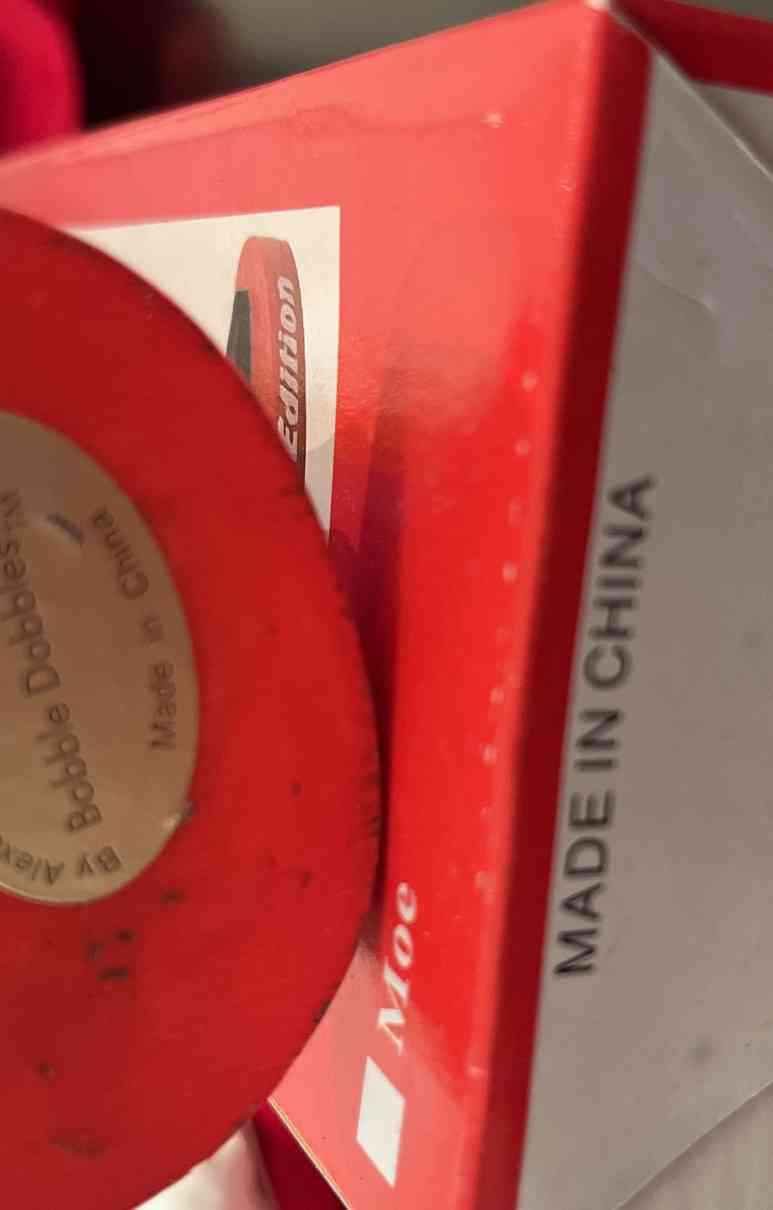 Edition
Bobble Dobbles™
Made in China
By Alex
Moe
MADE IN CHINA